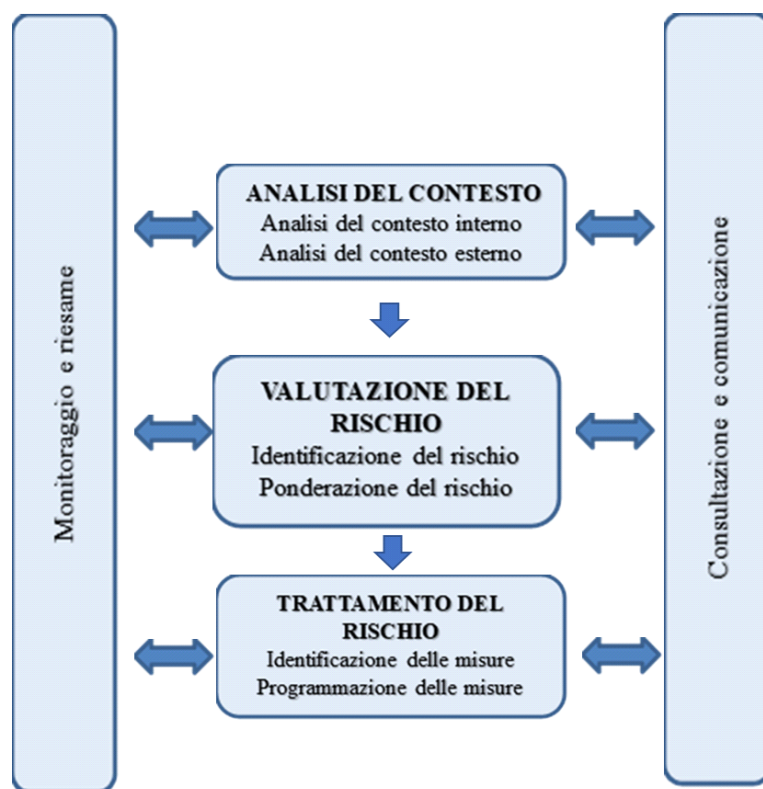 Monitoraggio e riesame
ANALISI DEL CONTESTO
Analisi del contesto interno
Analisi del contesto esterno
VALUTAZIONE DEL
RISCHIO
Identificazione del rischio
Ponderazione del rischio
TRATTAMENTO DEL
RISCHIO
Identificazione delle misure
Programmazione delle misure
Consultazione e comunicazione